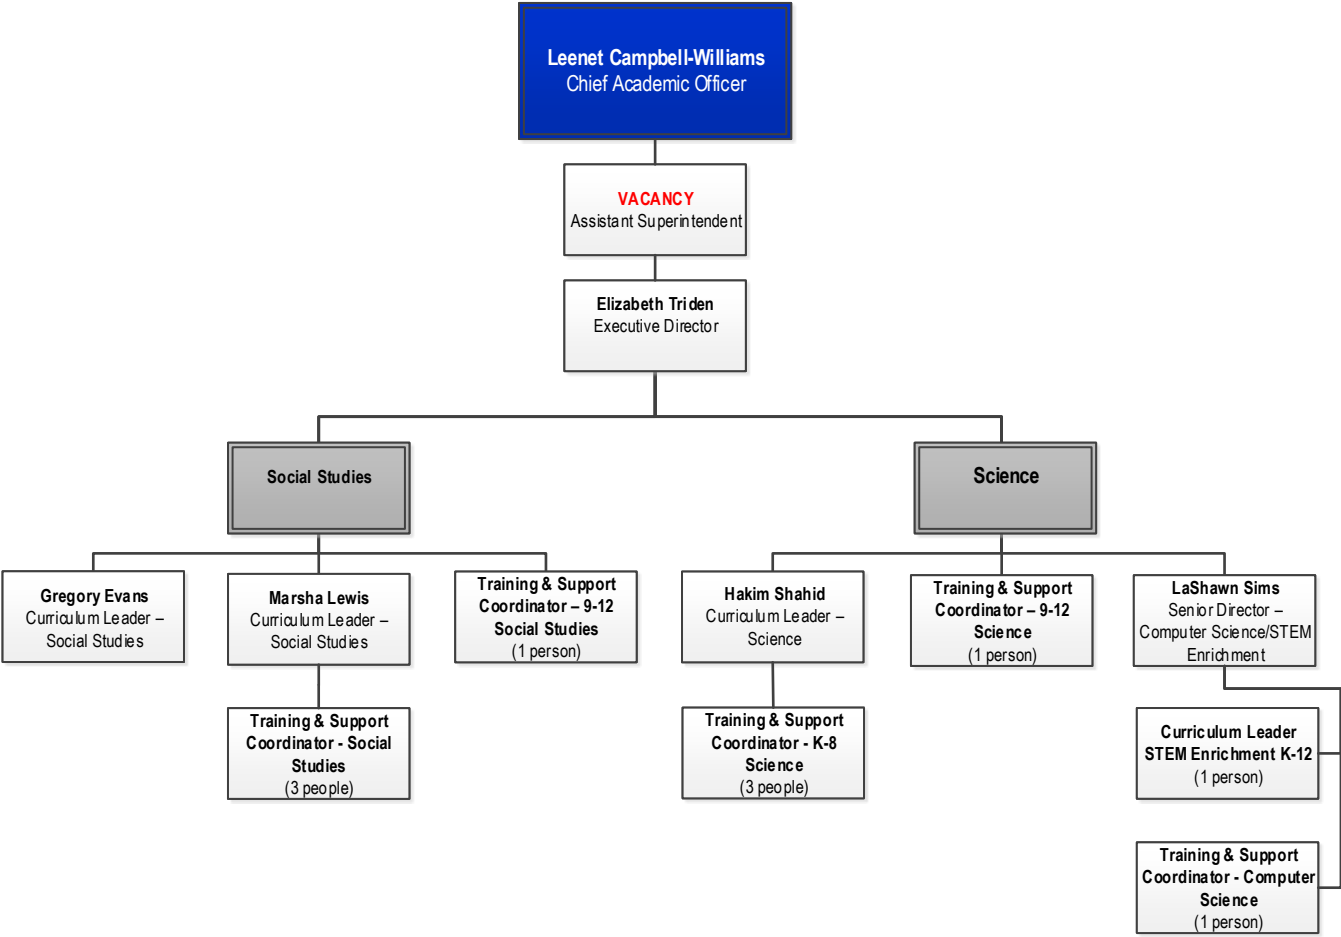 Leenet Campbell-Williams
Chief Academic Officer
VACANCY
Assistant Superintendent
Elizabeth Triden
Executive Director
Social Studies
Science
Gregory Evans
Curriculum Leader –
Social Studies
Marsha Lewis
Curriculum Leader –
Social Studies
Training & Support
Coordinator – 9-12
Social Studies
(1 person)
Hakim Shahid
Curriculum Leader –
Science
Training & Support
Coordinator – 9-12
Science
(1 person)
LaShawn Sims
Senior Director –
Computer Science/STEM
Enrichment
Training & Support
Coordinator - Social
Studies
(3 people)
Training & Support
Coordinator - K-8
Science
(3 people)
Curriculum Leader
STEM Enrichment K-12
(1 person)
Training & Support
Coordinator - Computer
Science
(1 person)